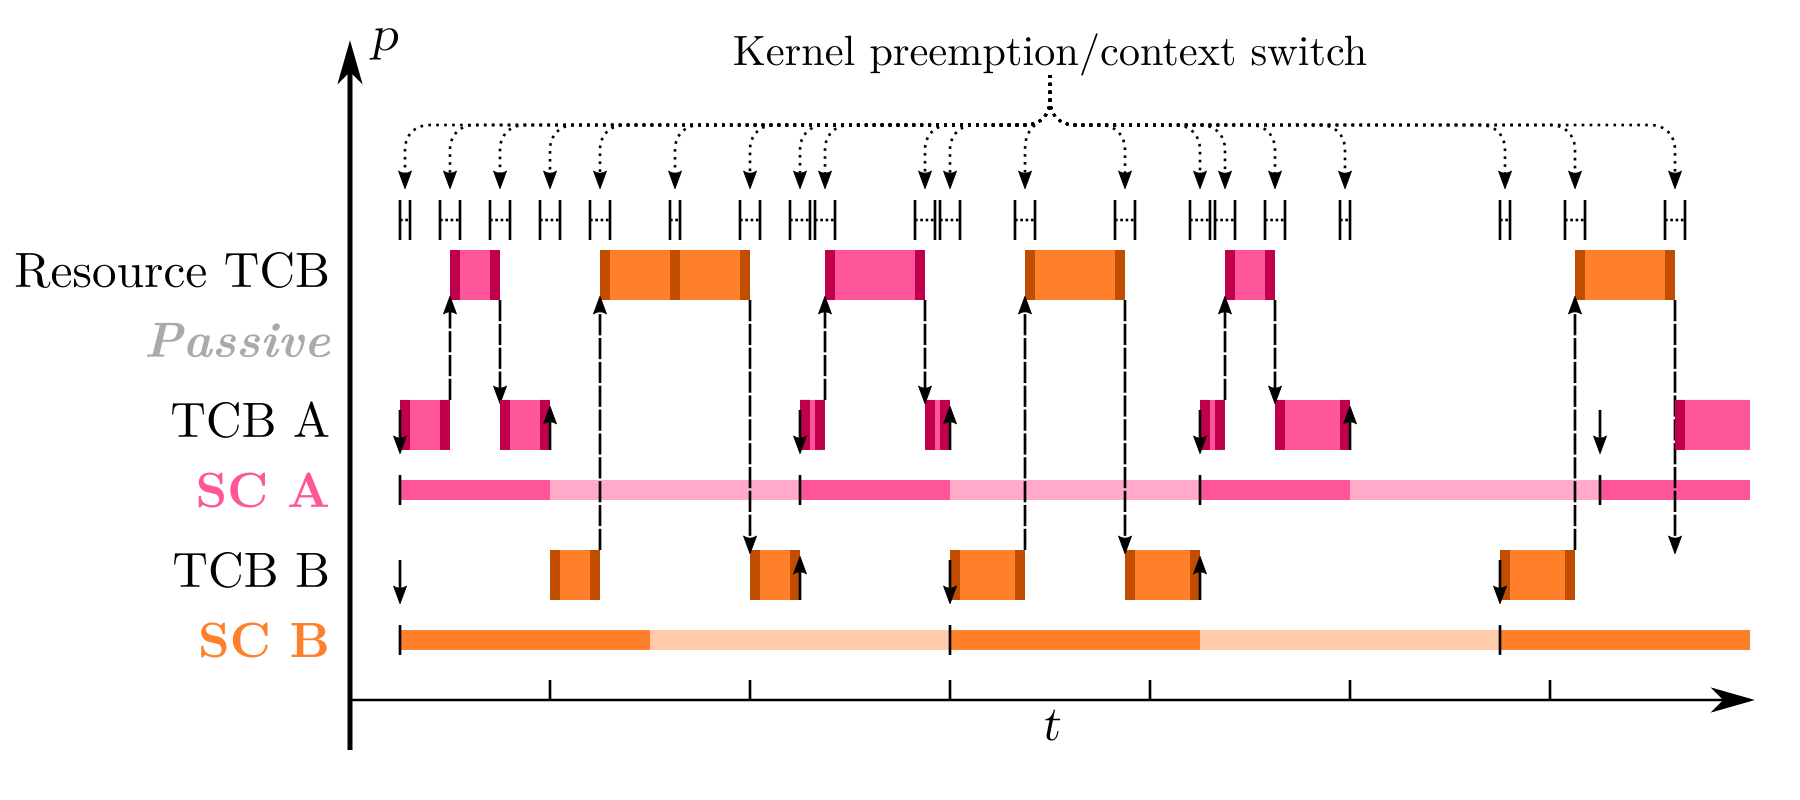 p
Kernel preemption/context switch
Resource TCB
Passive
TCB A
SC A
TCB B
SC B
t